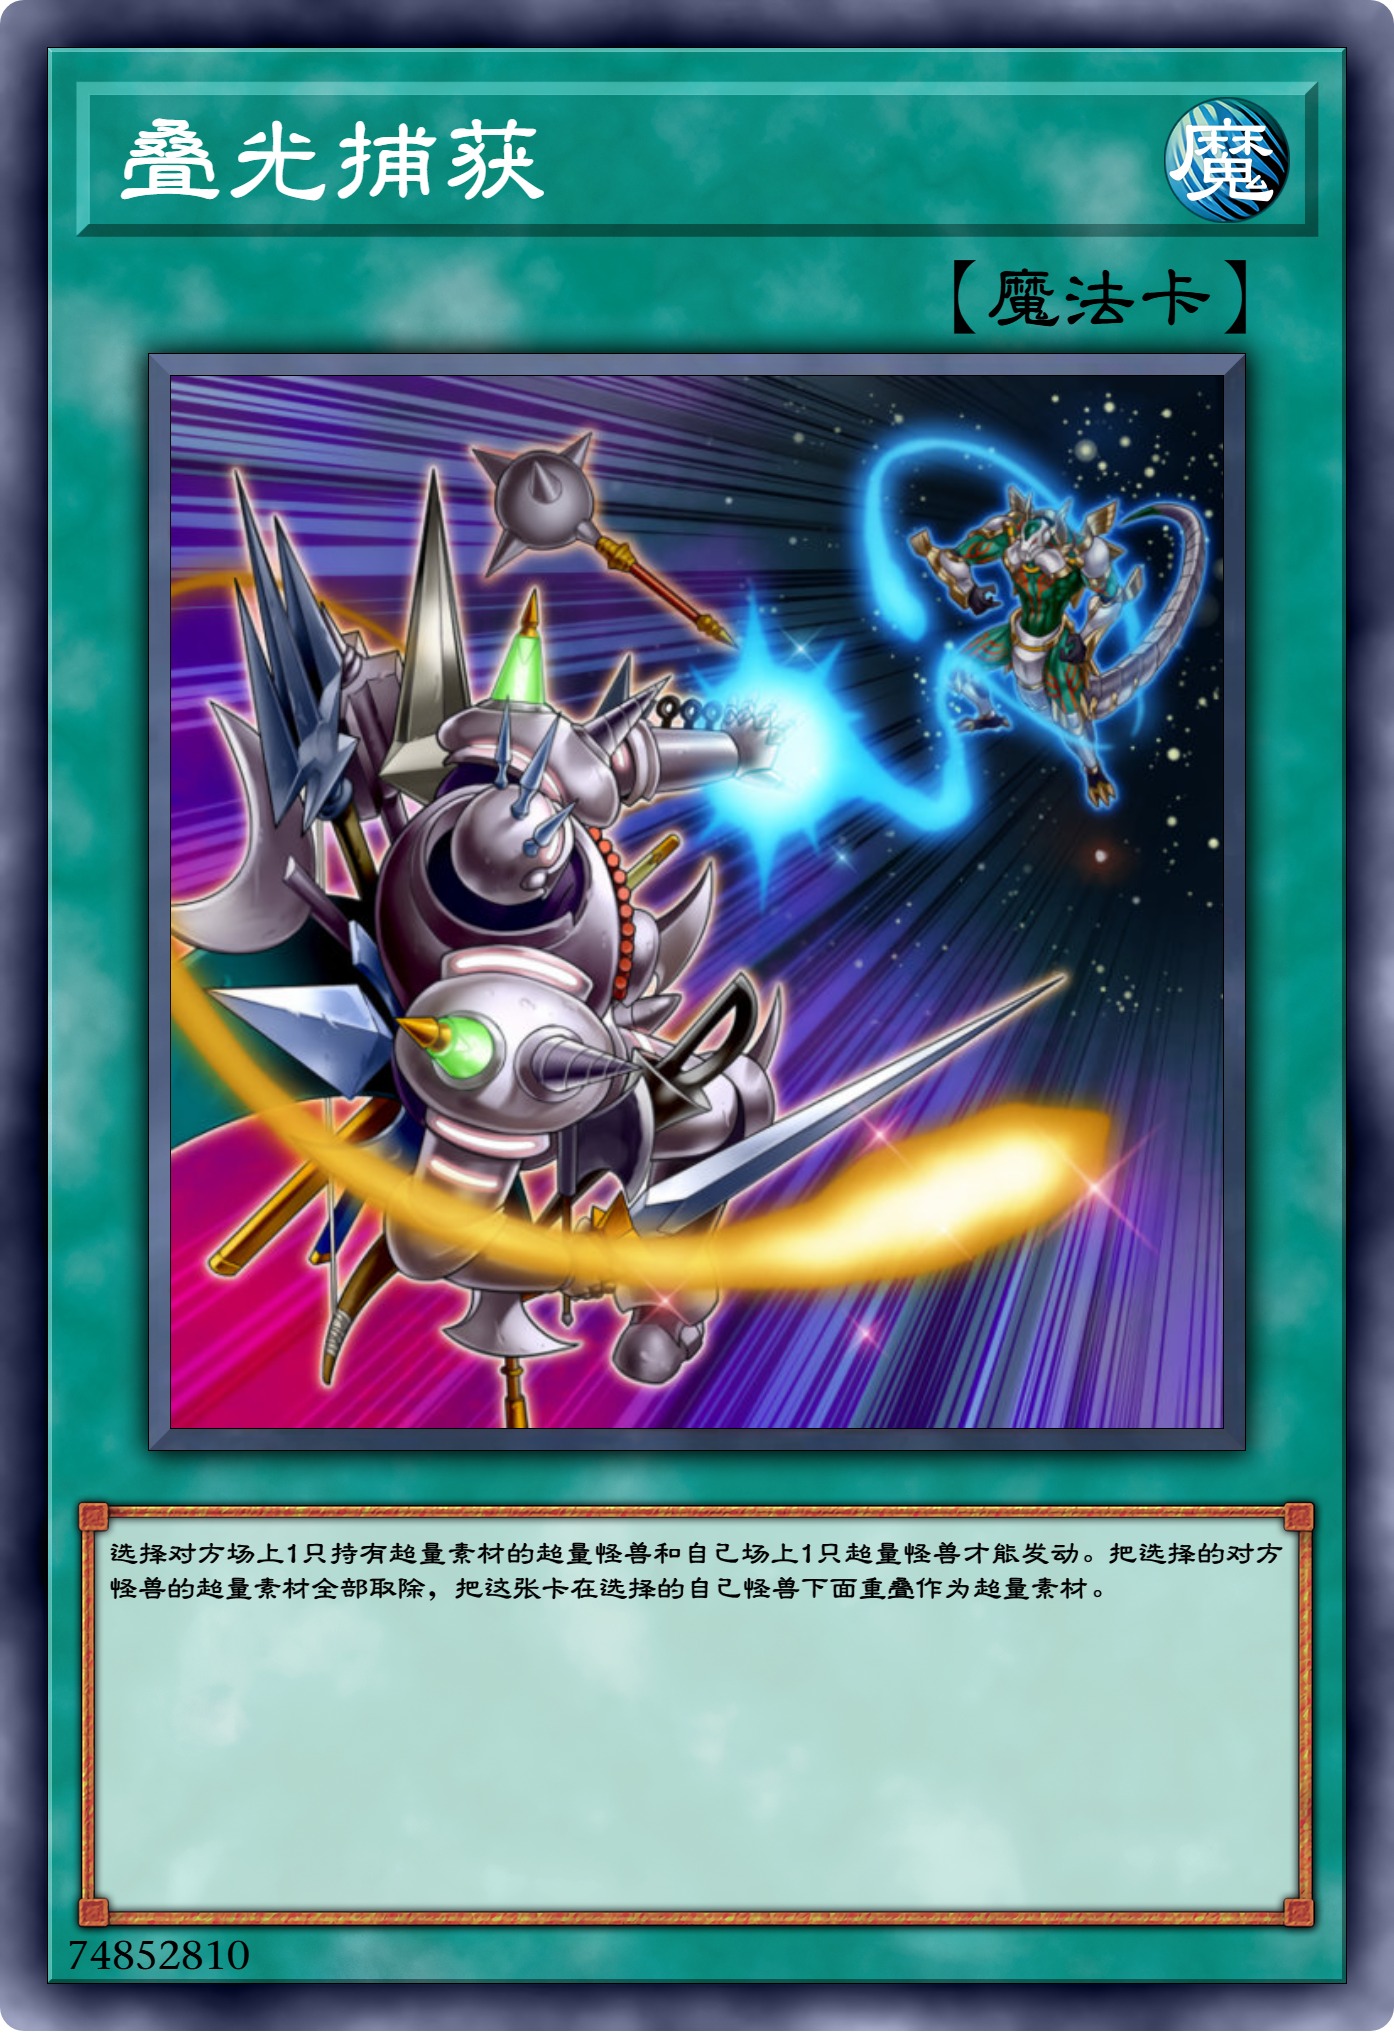 叠光捕获
魔
【魔法卡】
选择对方场上1只持有超量素材的超量怪兽和自己场上1只超量怪兽才能发动。把选择的对方
怪兽的超量素材全部取除，把这张卡在选择的自己怪兽下面重叠作为超量素材。
74852810